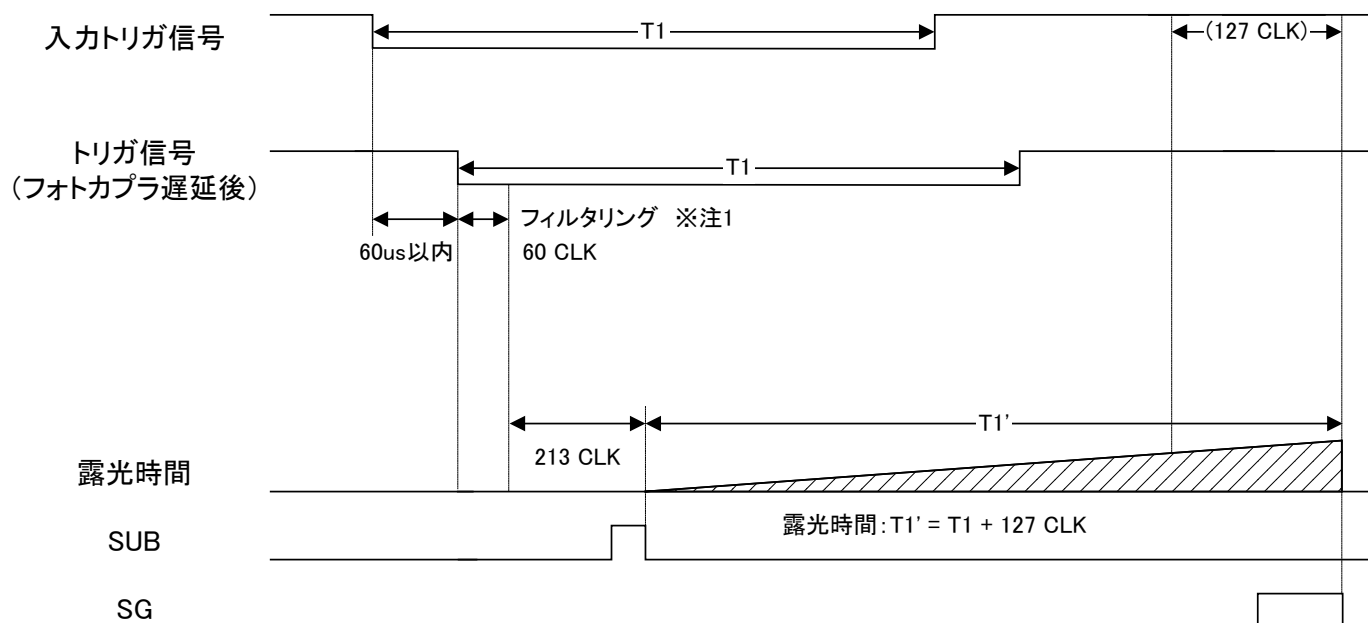 入力トリガ信号
T1
(127 CLK)
トリガ信号
(フォトカプラ遅延後)
T1
フィルタリング ※注1
60us以内
60 CLK
T1'
213 CLK
露光時間
露光時間:T1' = T1 + 127 CLK
SUB
SG